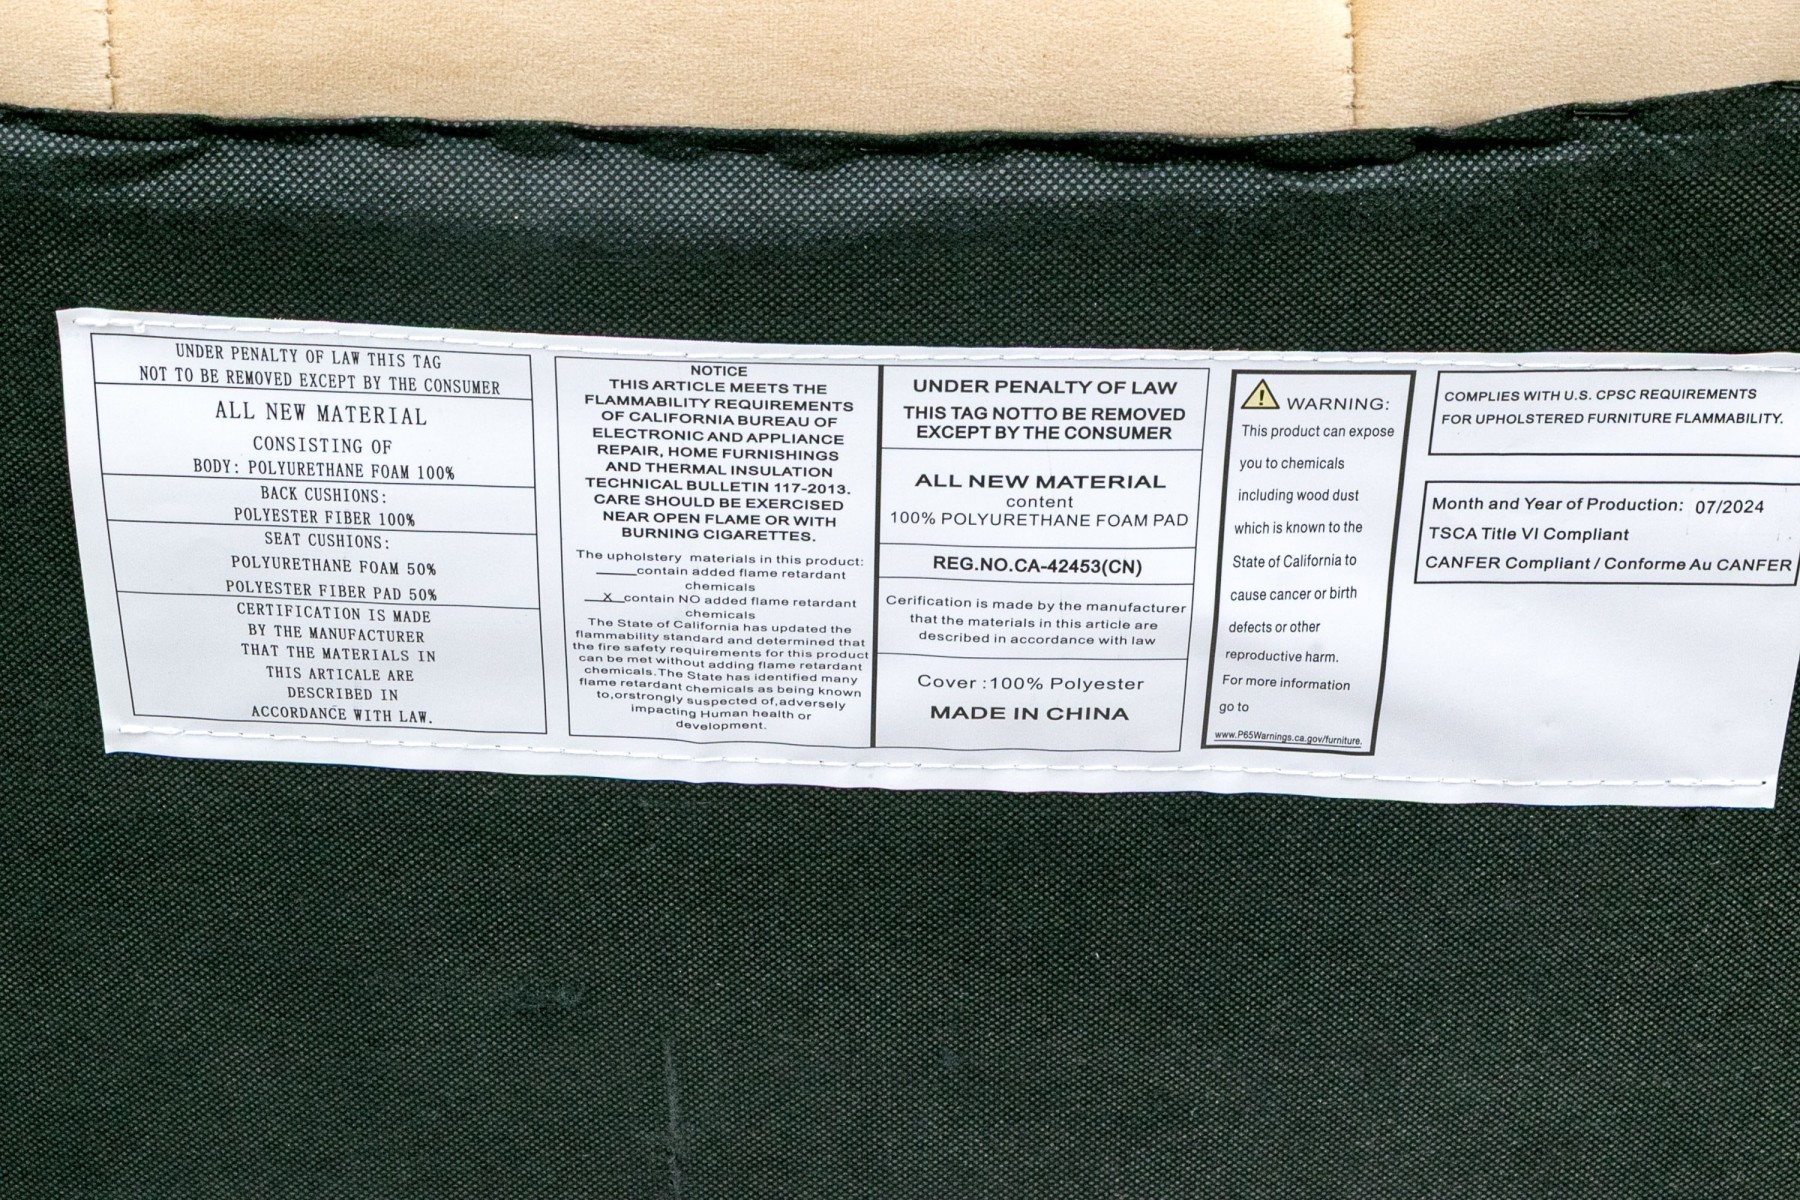 UNDER PENALTY OF LAW THIS TAG
NOT TO BE REMOVED EXCEPT BY THE CONSUMER
ALL NEW MATERIAL
CONSISTING OF
BODY: POLYURETHANE FOAM 100%
BACK CUSHIONS:
POLYESTER FIBER 100%
SEAT CUSHIONS:
POLYURETHANE FOAM 50%
POLYESTER FIBER PAD 50%
CERTIFICATION IS MADE
BY THE MANUFACTURER
THAT THE MATERIALS IN
THIS ARTICALE ARE
DESCRIBED IN
ACCORDANCE WITH LAW.
NOTICE
THIS ARTICLE MEETS THE
FLAMMABILITY REQUIREMENTS
OF CALIFORNIA BUREAU OF
ELECTRONIC AND APPLIANCE
REPAIR, HOME FURNISHINGS
AND THERMAL INSULATION
TECHNICAL BULLETIN 117-2013.
CARE SHOULD BE EXERCISED
NEAR OPEN FLAME OR WITH
BURNING CIGARETTES.
The upholstery materials in this product:
_____contain added flame retardant
chemicals
__X__contain NO added flame retardant
chemicals
The State of California has updated the
flammability standard and determined that
the fire safety requirements for this product
can be met without adding flame retardant
chemicals.The State has identified many
flame retardant chemicals as being known
to,orstrongly suspected of,adversely
impacting Human health or
development.
UNDER PENALTY OF LAW
THIS TAG NOTTO BE REMOVED
EXCEPT BY THE CONSUMER
ALL NEW MATERIAL
content
100% POLYURETHANE FOAM PAD
REG.NO.CA-42453(CN)
Cerification is made by the manufacturer
that the materials in this article are
described in accordance with law
Cover :100% Polyester
MADE IN CHINA
WARNING:
This product can expose
you to chemicals
including wood dust
which is known to the
State of California to
cause cancer or birth
defects or other
reproductive harm.
For more information
go to
www.P65Warnings.ca.gov/furniture.
COMPLIES WITH U.S. CPSC REQUIREMENTS
FOR UPHOLSTERED FURNITURE FLAMMABILITY.
Month and Year of Production: 07/2024
TSCA Title VI Compliant
CANFER Compliant / Conforme Au CANFER